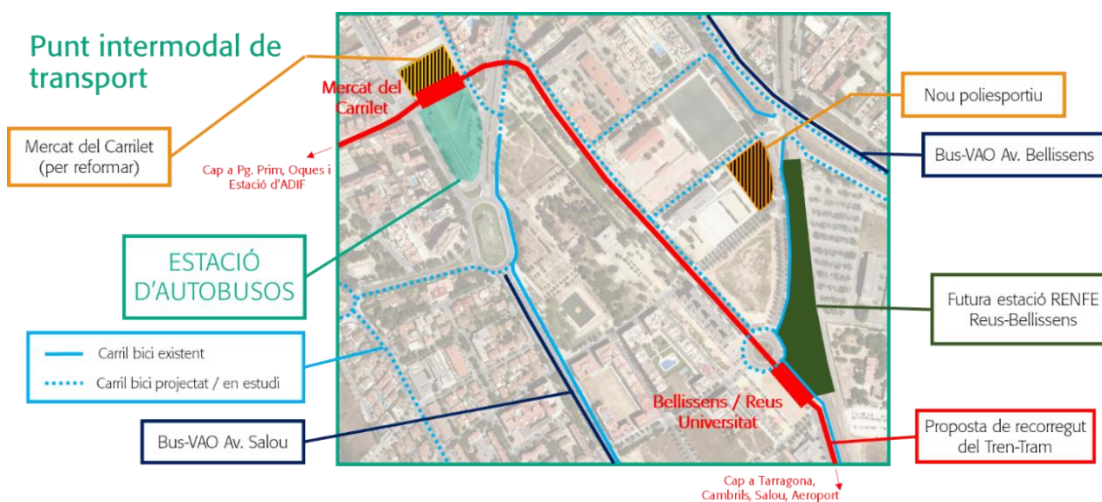 Punt intermodal de
transport
Mercat del Carrilet
(per reformar)
Mercat del
Carrilet
Cap a Pg. Prim, Oques i
Estació d'ADIF
ESTACIÓ
D'AUTOBUSOS
Carril bici existent
Carril bici projectat / en estudi
Bus-VAO Av. Salou
Bellissens / Reus
Universitat
Cap a Tarragona,
Cambrils, Salou, Aeroport
Nou poliesportiu
Bus-VAO Av. Bellissens
Futura estació RENFE
Reus-Bellissens
Proposta de recorregut
del Tren-Tram